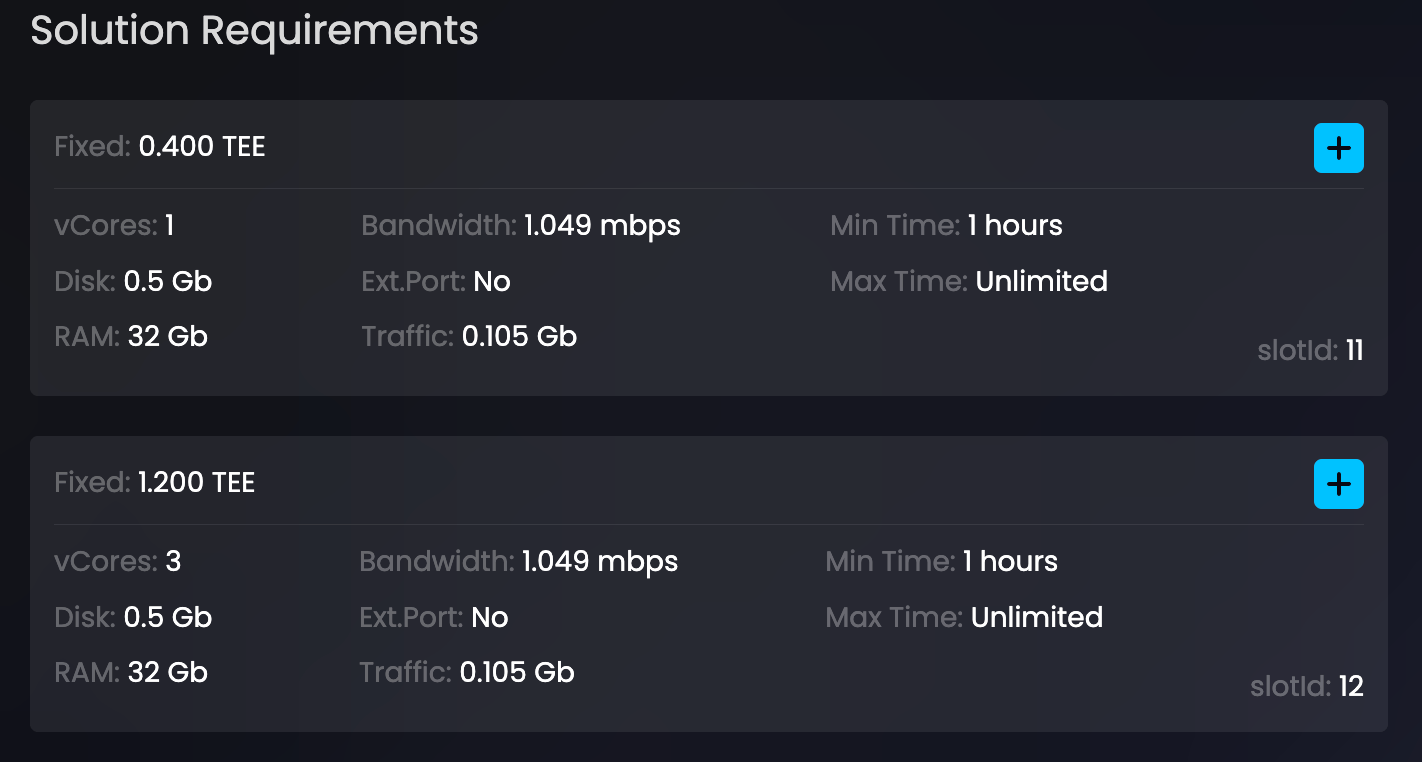 Solution Requirements
Fixed: 0.400 TEE
vCores: 1 Bandwidth: 1.049 mbps Min Time: 1 hours
Disk: 0.5 Gb Ext.Port: No Max Time: Unlimited
RAM: 32 Gb Traffic: 0.105 Gb
slotId: 11
Fixed: 1.200 TEE
vCores: 3 Bandwidth: 1.049 mbps Min Time: 1 hours
Disk: 0.5 Gb Ext.Port: No Max Time: Unlimited
RAM: 32 Gb Traffic: 0.105 Gb
slotId: 12